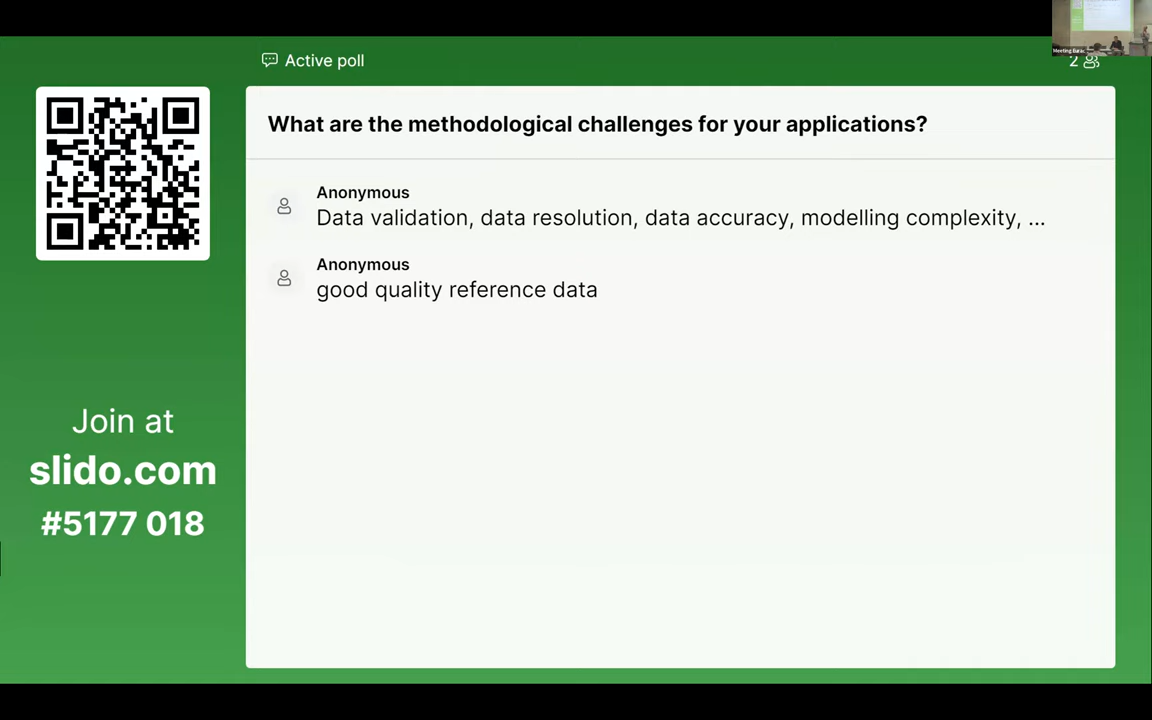 Active poll
2
What are the methodological challenges for your applications?
Anonymous
Data validation, data resolution, data accuracy, modelling complexity, ...
Anonymous
good quality reference data
Join at
slido.com
#5177 018